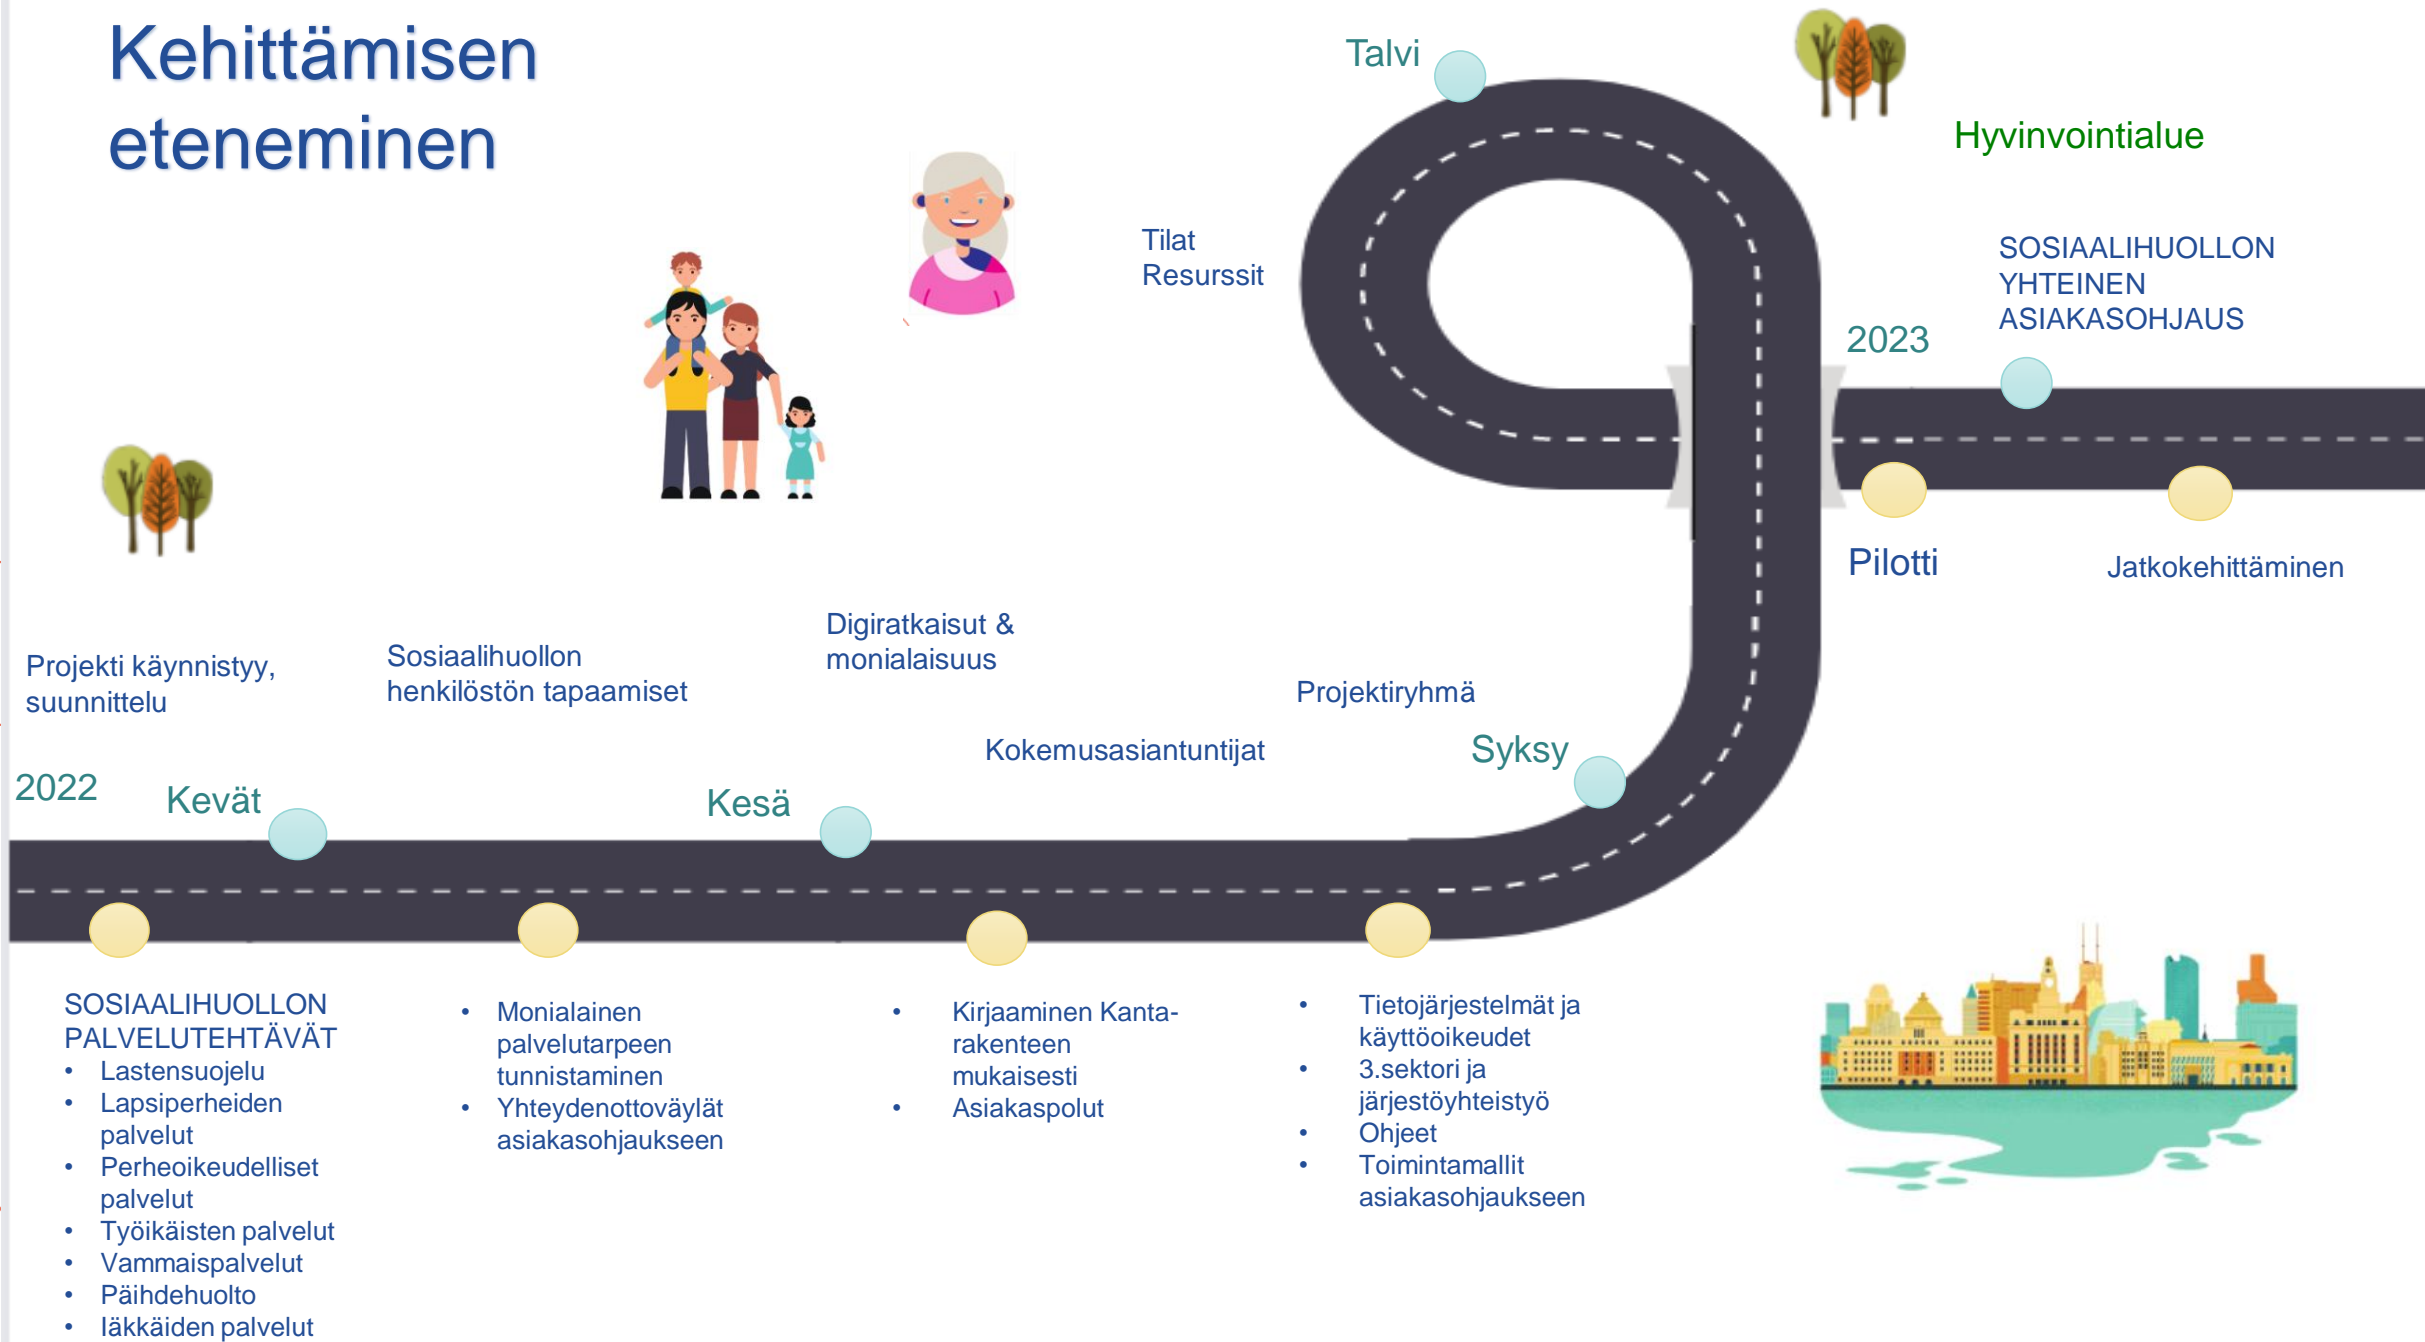 Kehittämisen
eteneminen
Talvi
Hyvinvointialue
Tilat
Resurssit
SOSIAALIHUOLLON
YHTEINEN
ASIAKASOHJAUS
2023
Pilotti
Jatkokehittäminen
Projekti käynnistyy,
suunnittelu
Sosiaalihuollon
henkilöstön tapaamiset
Digiratkaisut &
monialaisuus
Kokemusasiantuntijat
Projektiryhmä
2022
Kevät
Kesä
Syksy
SOSIAALIHUOLLON
PALVELUTEHTÄVÄT
• Lastensuojelu
• Lapsiperheiden
palvelut
• Perheoikeudelliset
palvelut
• Työikäisten palvelut
• Vammaispalvelut
• Päihdehuolto
• Iäkkäiden palvelut
• Monialainen
palvelutarpeen
tunnistaminen
• Yhteydenottoväylät
asiakasohjaukseen
• Kirjaaminen Kanta-
rakenteen
mukaisesti
• Asiakaspolut
• Tietojärjestelmät ja
käyttöoikeudet
• 3.sektori ja
järjestöyhteistyö
• Ohjeet
• Toimintamallit
asiakasohjaukseen